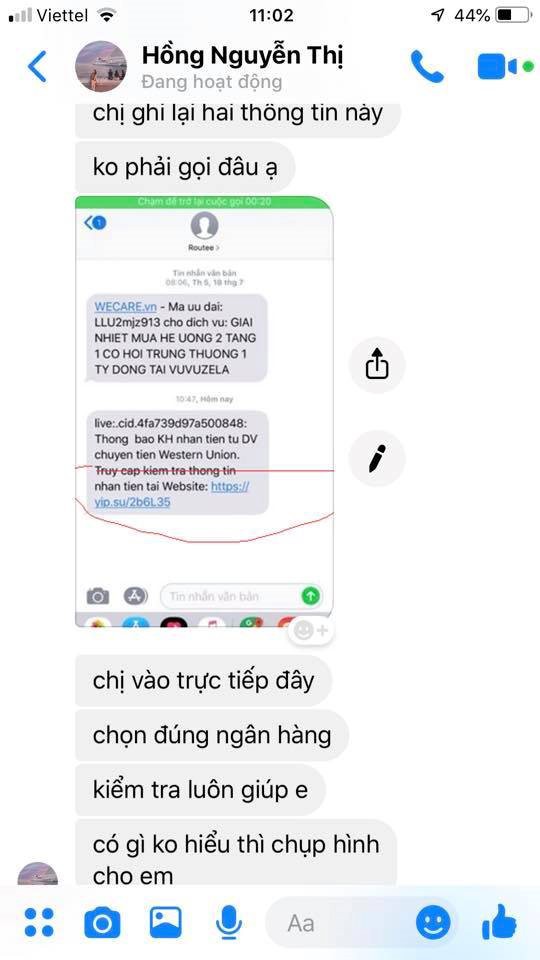 Viettel
11:02
44%
Hồng Nguyễn Thị
Đang hoạt động
chị ghi lại hai thông tin này
ko phải gọi đâu ạ
Chạm để trở lại cuộc gọi 00:20
1
Routee >
Tin nhắn văn bản
08:06, Th 5, 18 thg 7
WECARE.vn - Ma uu dai:
LLU2mjz913 cho dich vu: GIAI
NHIET MUA HE UONG 2 TANG
1 CO HOI TRUNG THUONG 1
TY DONG TAI VUVUZELA
10:47, Hôm nay
live:.cid.4fa739d97a500848:
Thong bao KH nhan tien tu DV
chuyen tien Western Union.
Truy cap kiem tra thong tin
nhan tien tai Website: https://
yip.su/2b6L35
Tin nhắn văn bản
chị vào trực tiếp đây
chọn đúng ngân hàng
kiểm tra luôn giúp e
có gì ko hiểu thì chụp hình
cho em
Aa